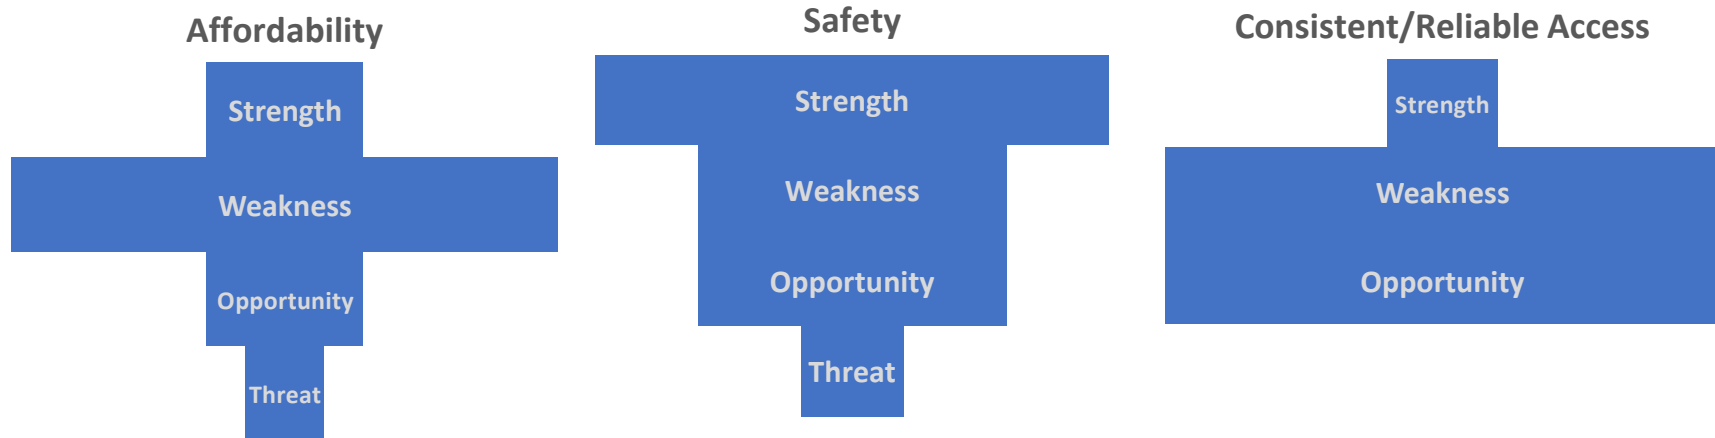 Affordability
Strength
Weakness
Opportunity
Threat
Safety
Strength
Weakness
Opportunity
Threat
Consistent/Reliable Access
Strength
Weakness
Opportunity